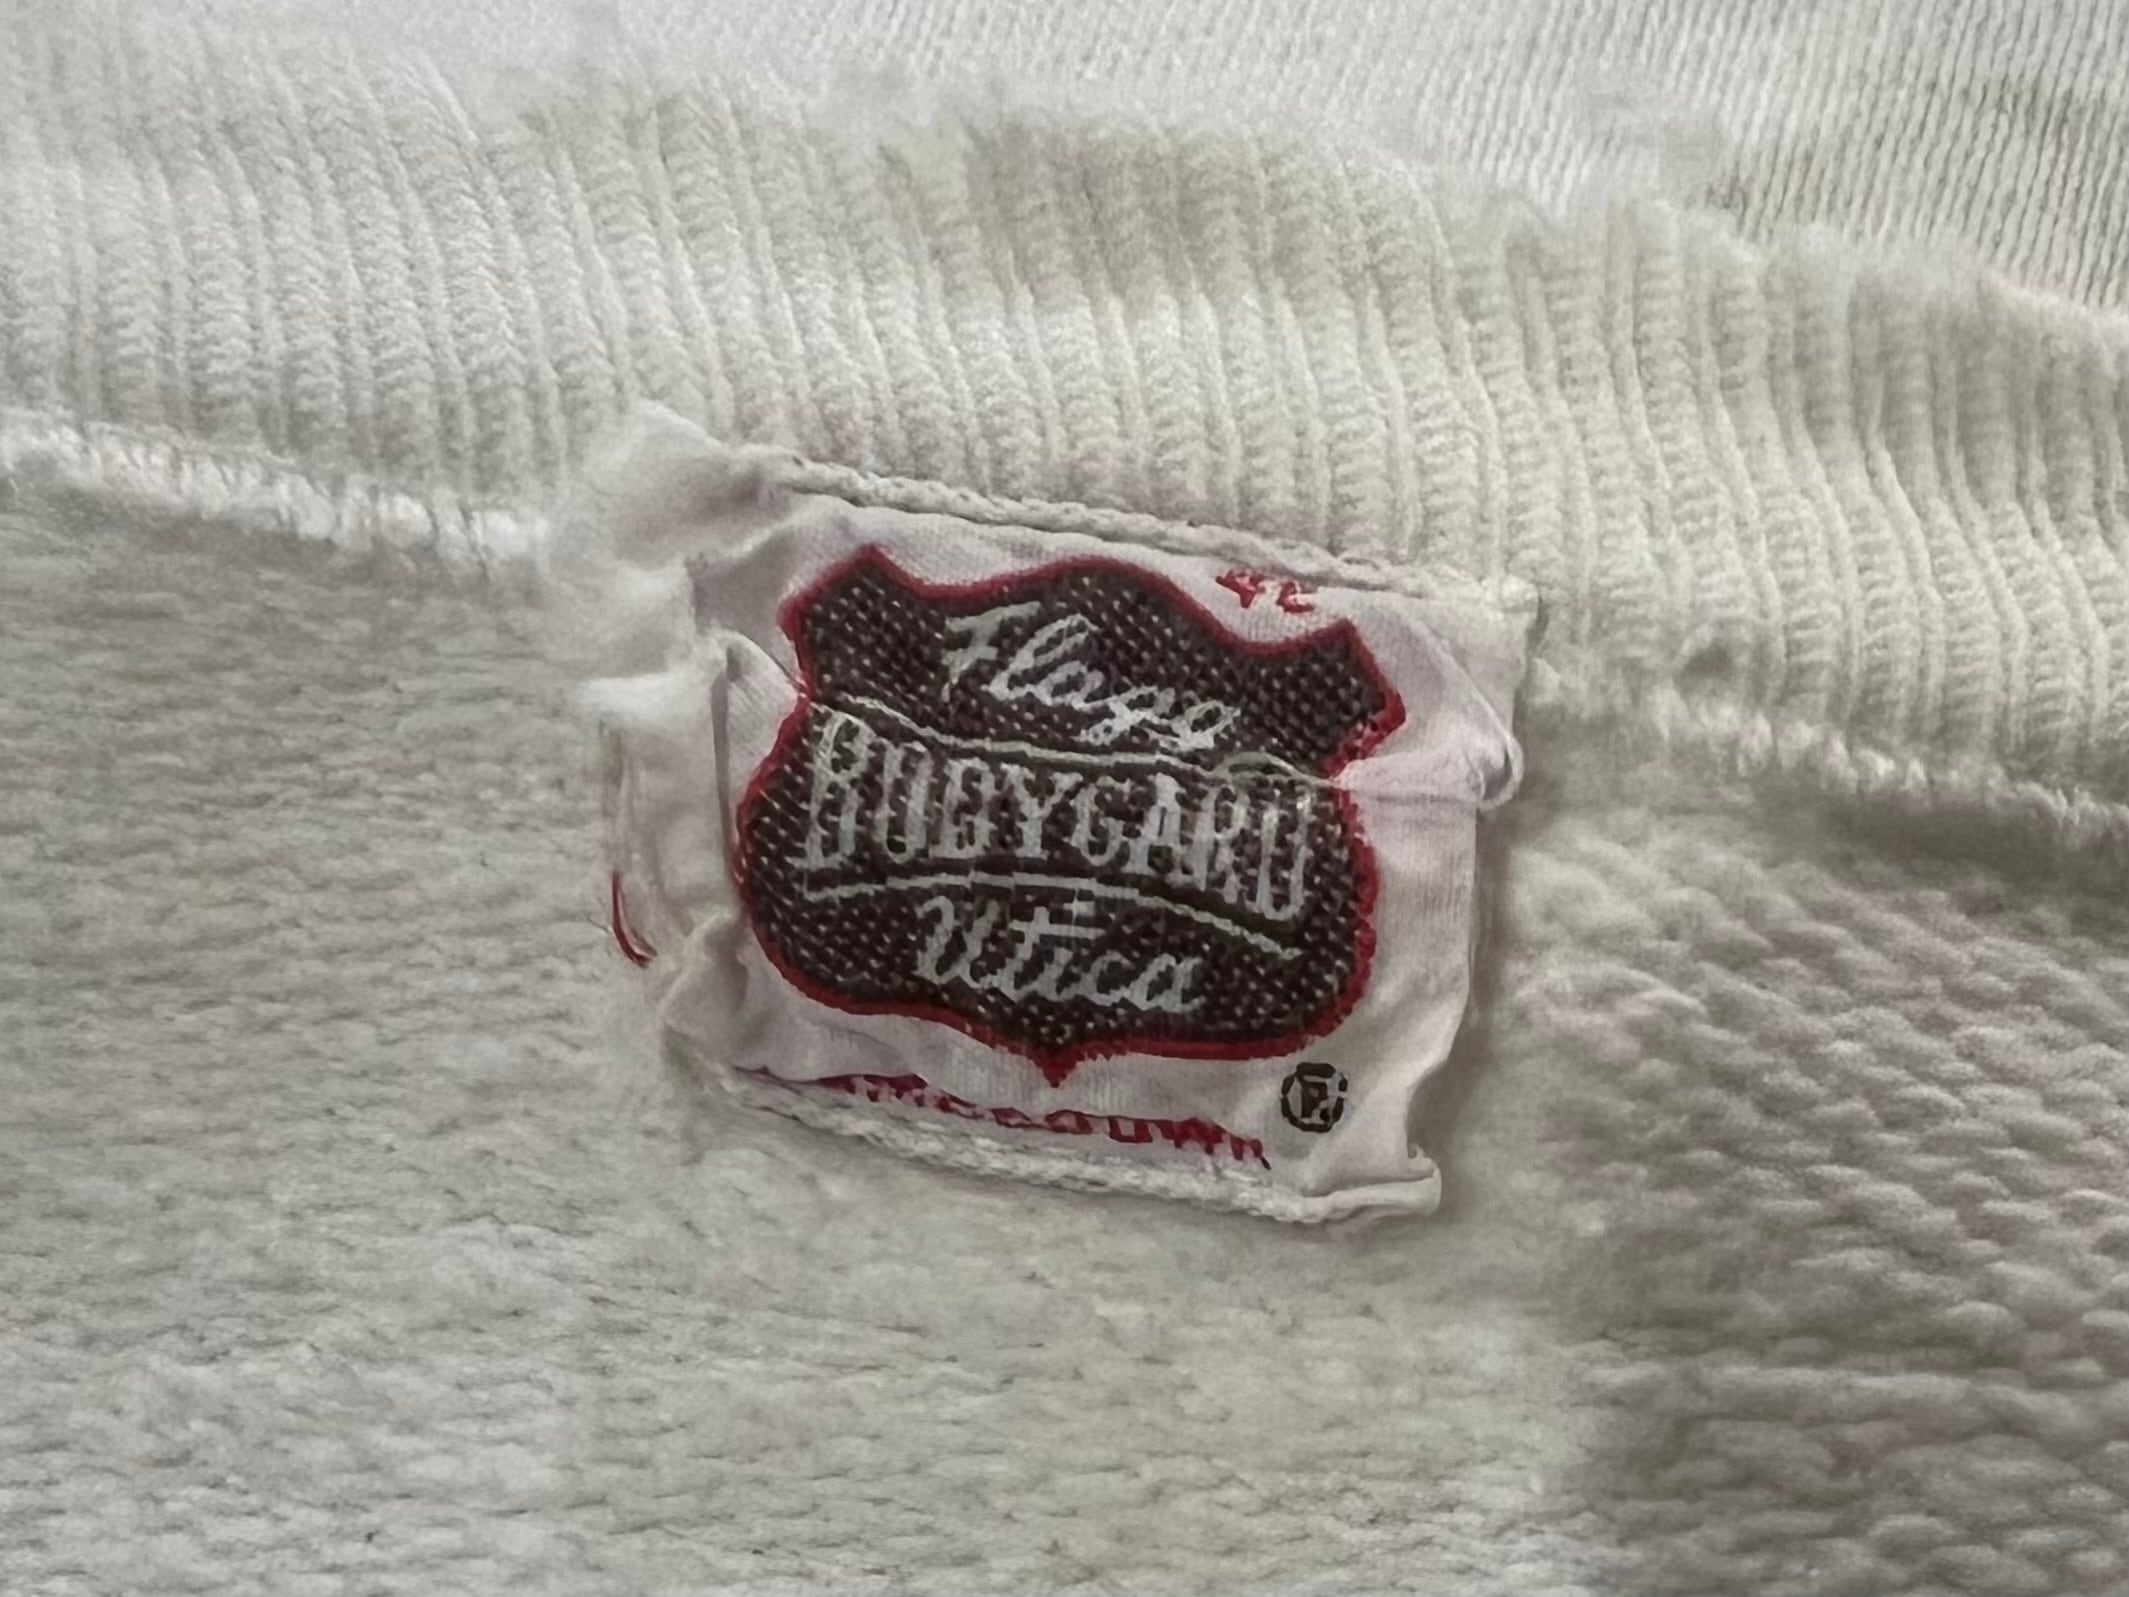 42
Flagg
BODYGARD
Utica
R